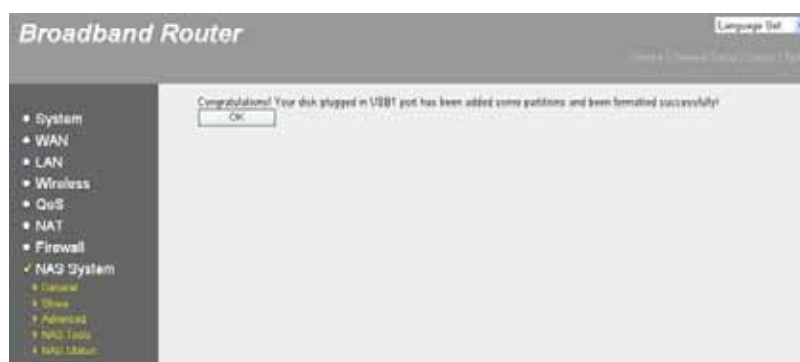 Broadband Router
Language Set
Congratulations! Your disk plugged in USB1 port has been added some partitions and been formatted successfully!
OK
System
WAN
LAN
Wireless
QoS
NAT
Firewall
NAS System
General
Share
Advanced
NAS Tools
NAS Status